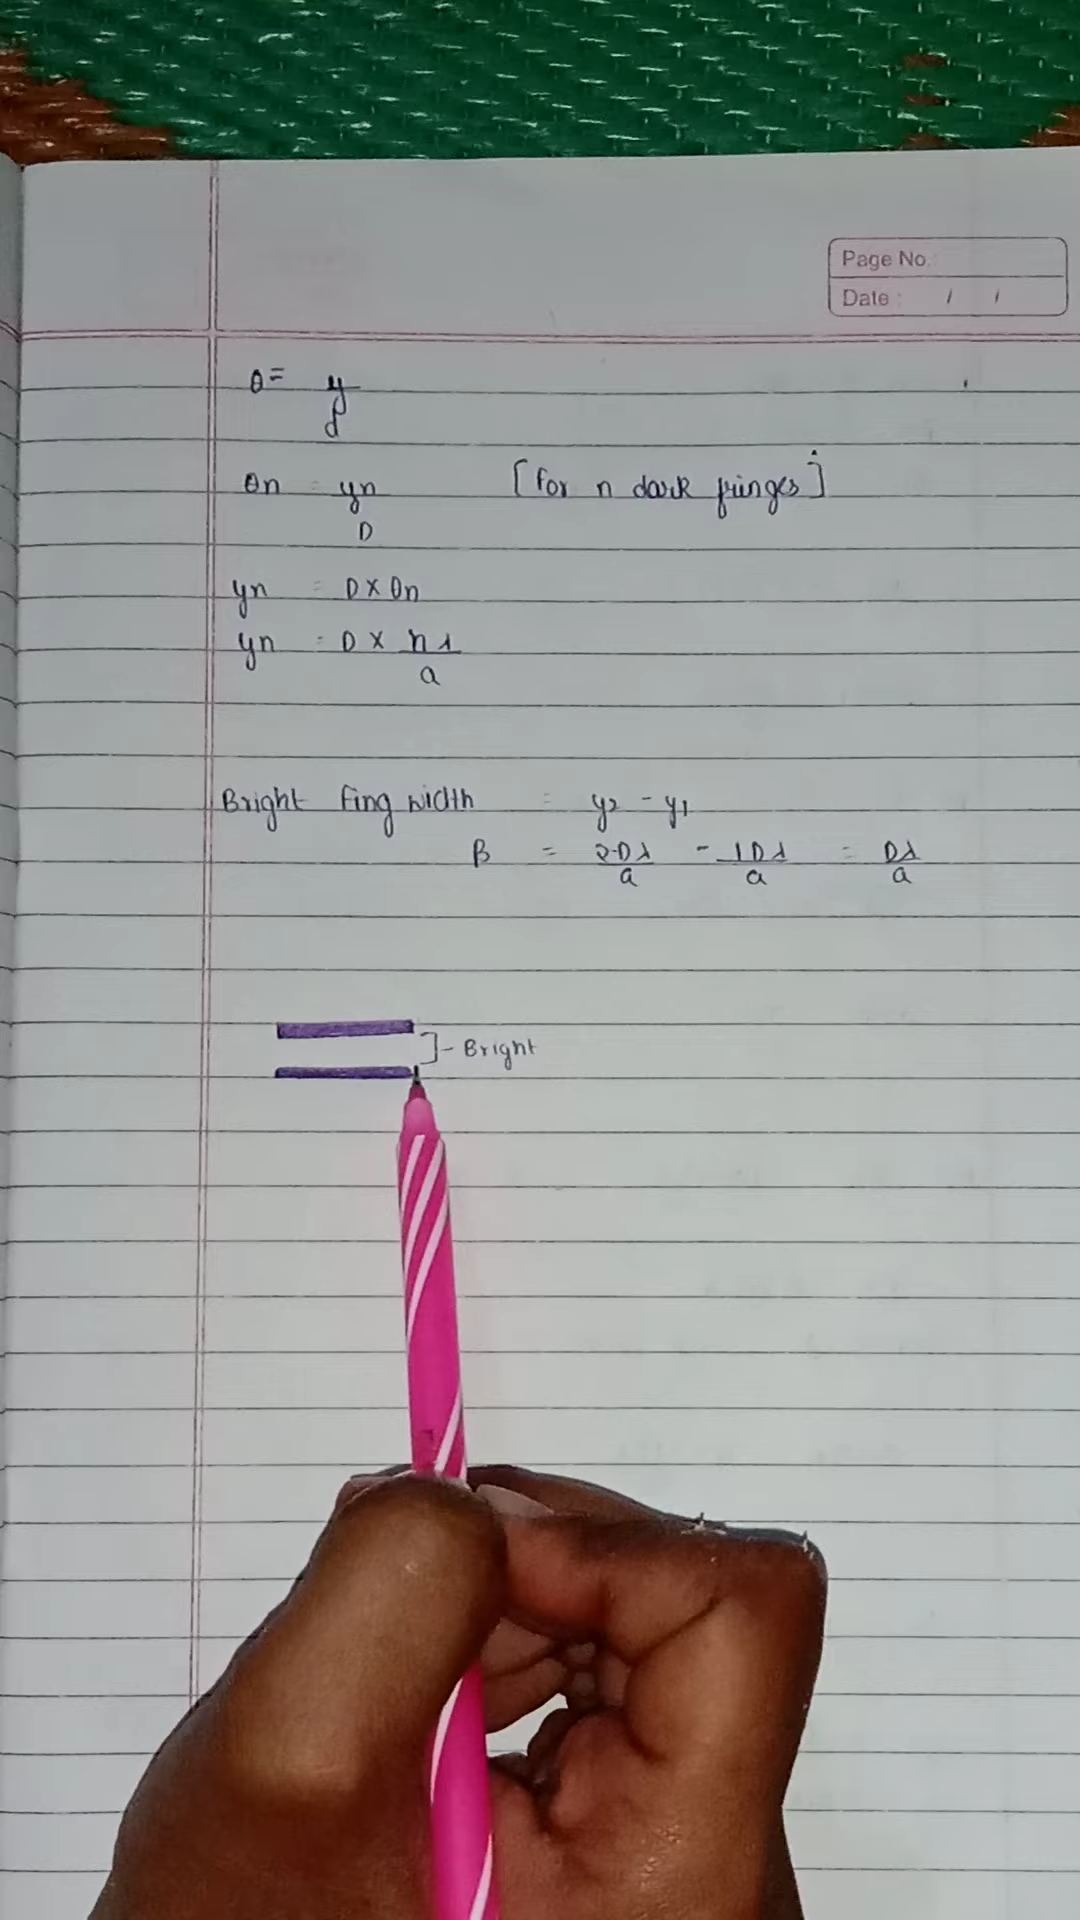 Page No.
Date : / /
θ = y/d
θn = yn/D [For n dark fringes]
yn = D × θn
yn = D × nλ/a
Bright fing width = y2 - y1
β = 2Dλ/a - 1Dλ/a = Dλ/a
] - Bright